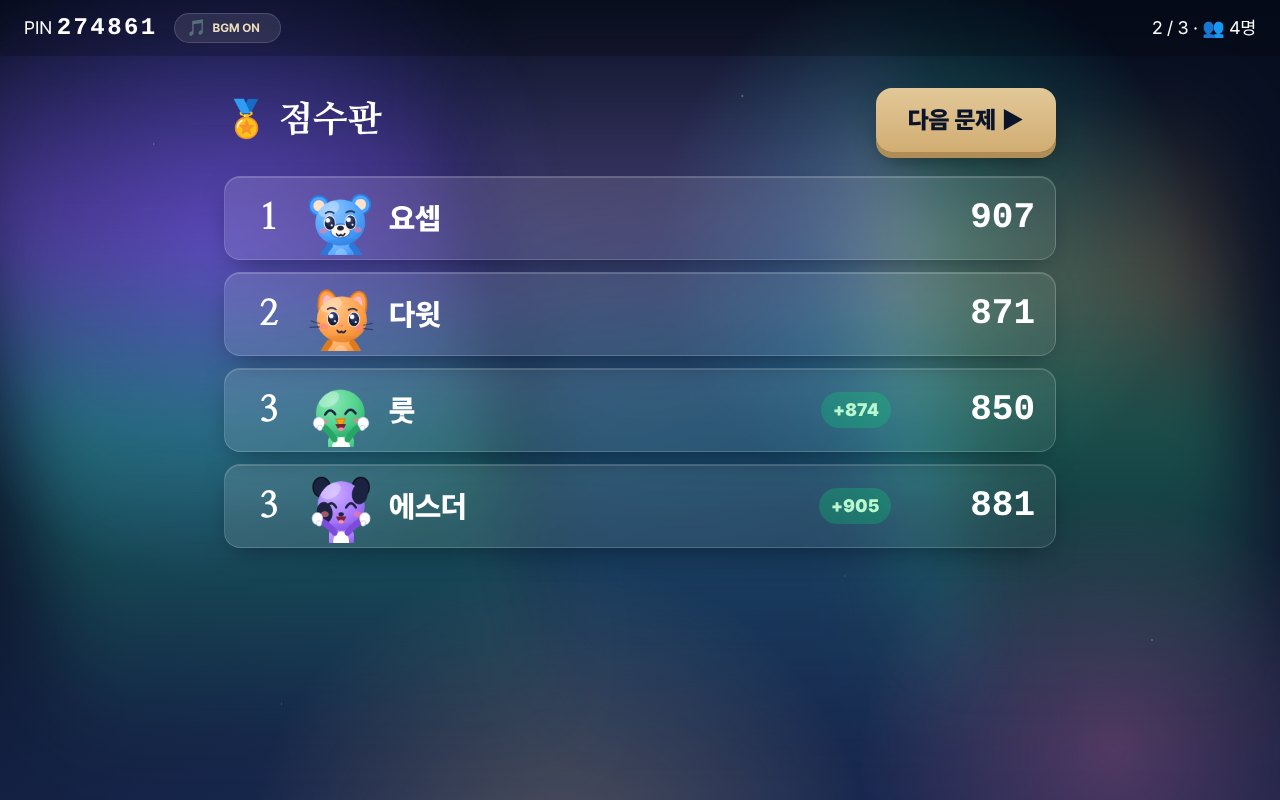 PIN 274861 🎵 BGM ON
2 / 3 · 👥 4명
🏅 점수판
다음 문제 ▶
1 요셉 907
2 다윗 871
3 룻 +874 850
3 에스더 +905 881